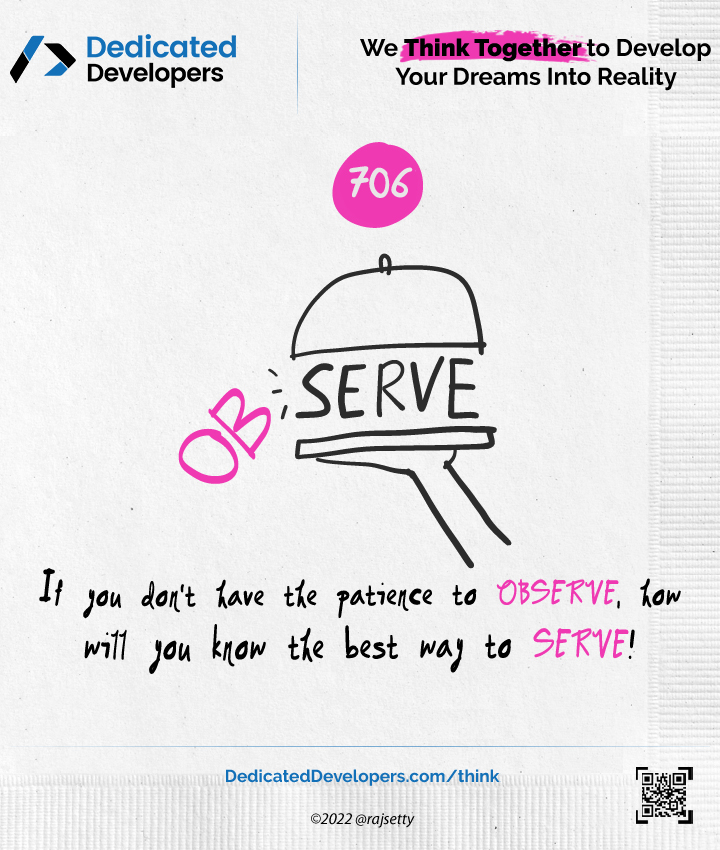 Dedicated
Developers
We Think Together to Develop
Your Dreams Into Reality
706
OB
SERVE
If you don't have the patience to OBSERVE, how
will you know the best way to SERVE!
DedicatedDevelopers.com/think
©2022 @rajsetty